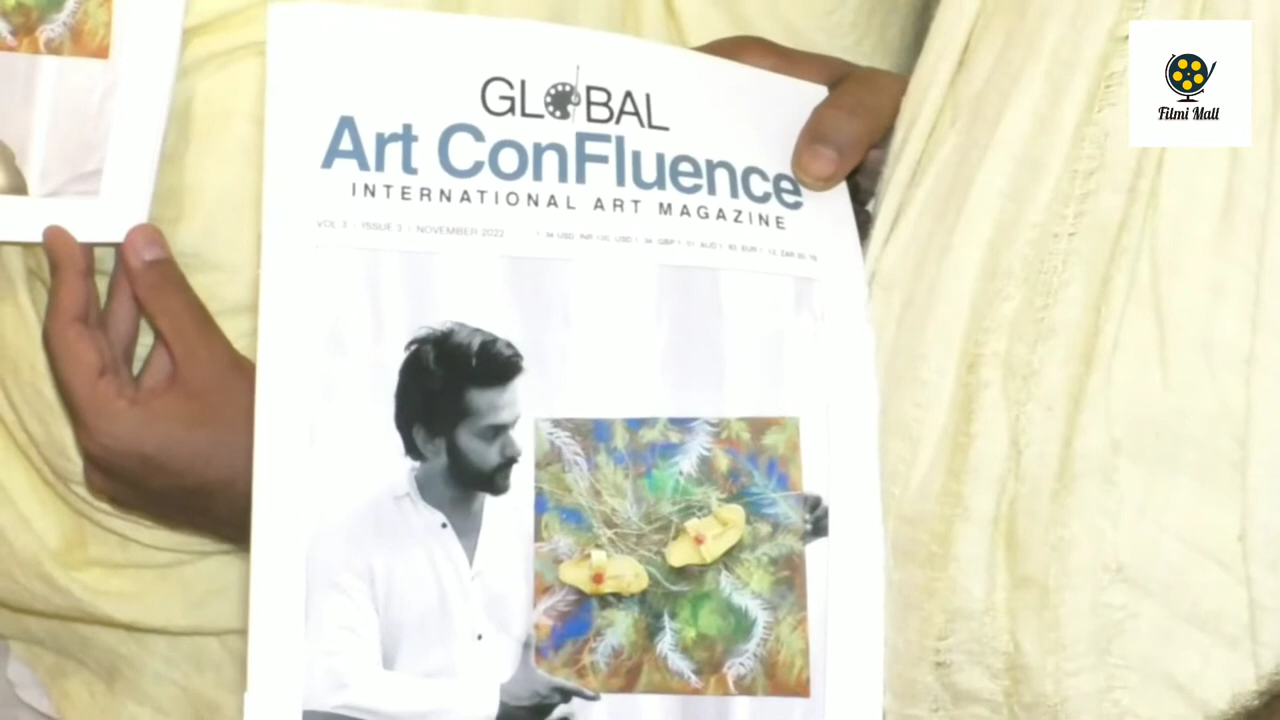 GLOBAL
Art ConFluence
INTERNATIONAL ART MAGAZINE
VOL 3 | ISSUE 3 | NOVEMBER 2022
Filmi Mall